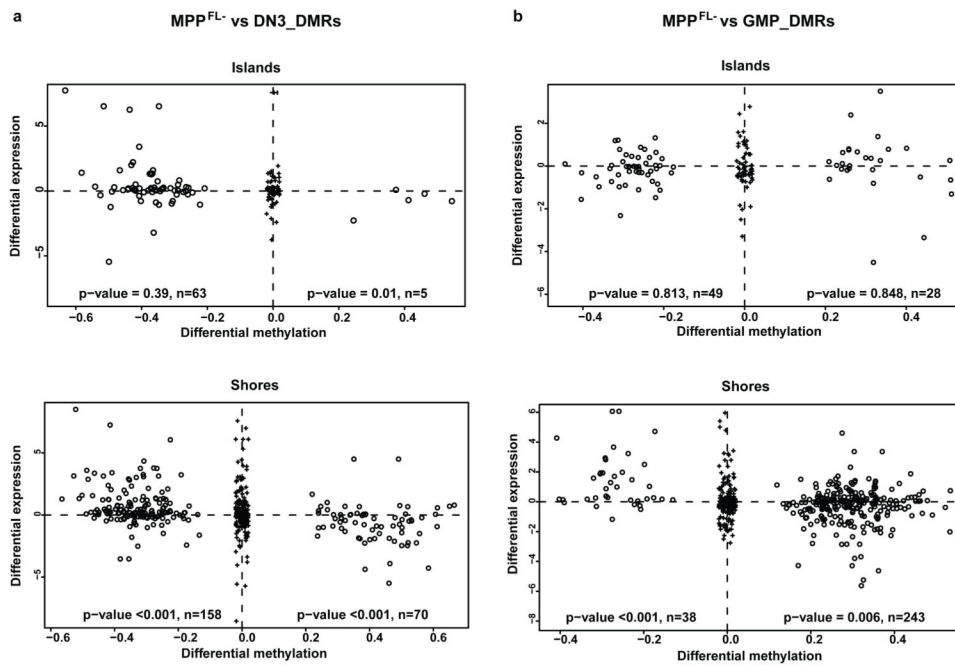 a
MPP^FL- vs DN3_DMRs
Islands
Differential expression
5
0
−5
p−value = 0.39, n=63
p−value = 0.01, n=5
−0.6 −0.4 −0.2 0.0 0.2 0.4
Differential methylation
Shores
Differential expression
5
0
−5
p−value <0.001, n=158
p−value <0.001, n=70
−0.6 −0.4 −0.2 0.0 0.2 0.4 0.6
Differential methylation
b
MPP^FL- vs GMP_DMRs
Islands
Differential expression
2
0
−2
−4
−6
p−value = 0.813, n=49
p−value = 0.848, n=28
−0.4 −0.2 0.0 0.2 0.4
Differential methylation
Shores
Differential expression
6
4
2
0
−2
−4
−6
−8
p−value <0.001, n=38
p−value = 0.006, n=243
−0.4 −0.2 0.0 0.2 0.4
Differential methylation